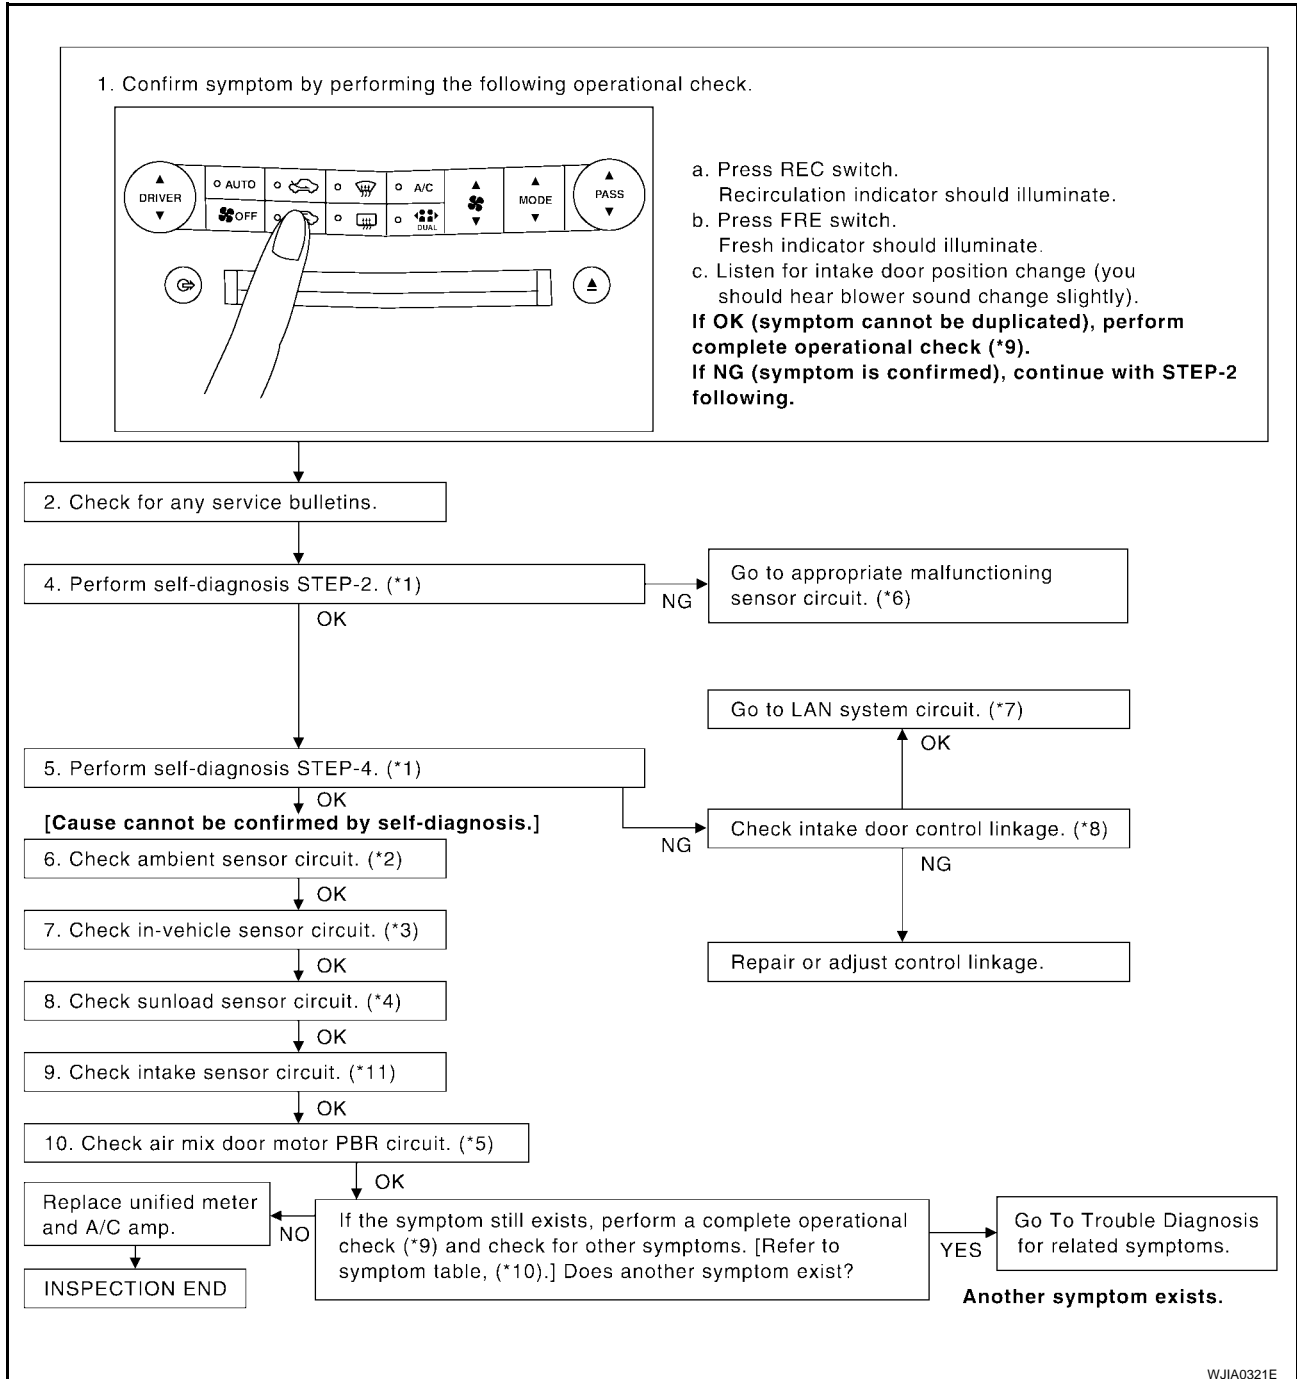 1. Confirm symptom by performing the following operational check.
DRIVER
AUTO
A/C
MODE
PASS
OFF
DUAL
a. Press REC switch.
Recirculation indicator should illuminate.
b. Press FRE switch.
Fresh indicator should illuminate.
c. Listen for intake door position change (you
should hear blower sound change slightly).
If OK (symptom cannot be duplicated), perform
complete operational check (*9).
If NG (symptom is confirmed), continue with STEP-2
following.
2. Check for any service bulletins.
4. Perform self-diagnosis STEP-2. (*1)
NG
Go to appropriate malfunctioning
sensor circuit. (*6)
OK
Go to LAN system circuit. (*7)
OK
5. Perform self-diagnosis STEP-4. (*1)
OK
[Cause cannot be confirmed by self-diagnosis.]
NG
Check intake door control linkage. (*8)
NG
Repair or adjust control linkage.
6. Check ambient sensor circuit. (*2)
OK
7. Check in-vehicle sensor circuit. (*3)
OK
8. Check sunload sensor circuit. (*4)
OK
9. Check intake sensor circuit. (*11)
OK
10. Check air mix door motor PBR circuit. (*5)
OK
Replace unified meter
and A/C amp.
NO
INSPECTION END
If the symptom still exists, perform a complete operational
check (*9) and check for other symptoms. [Refer to
symptom table, (*10).] Does another symptom exist?
YES
Go To Trouble Diagnosis
for related symptoms.
Another symptom exists.
WJIA0321E